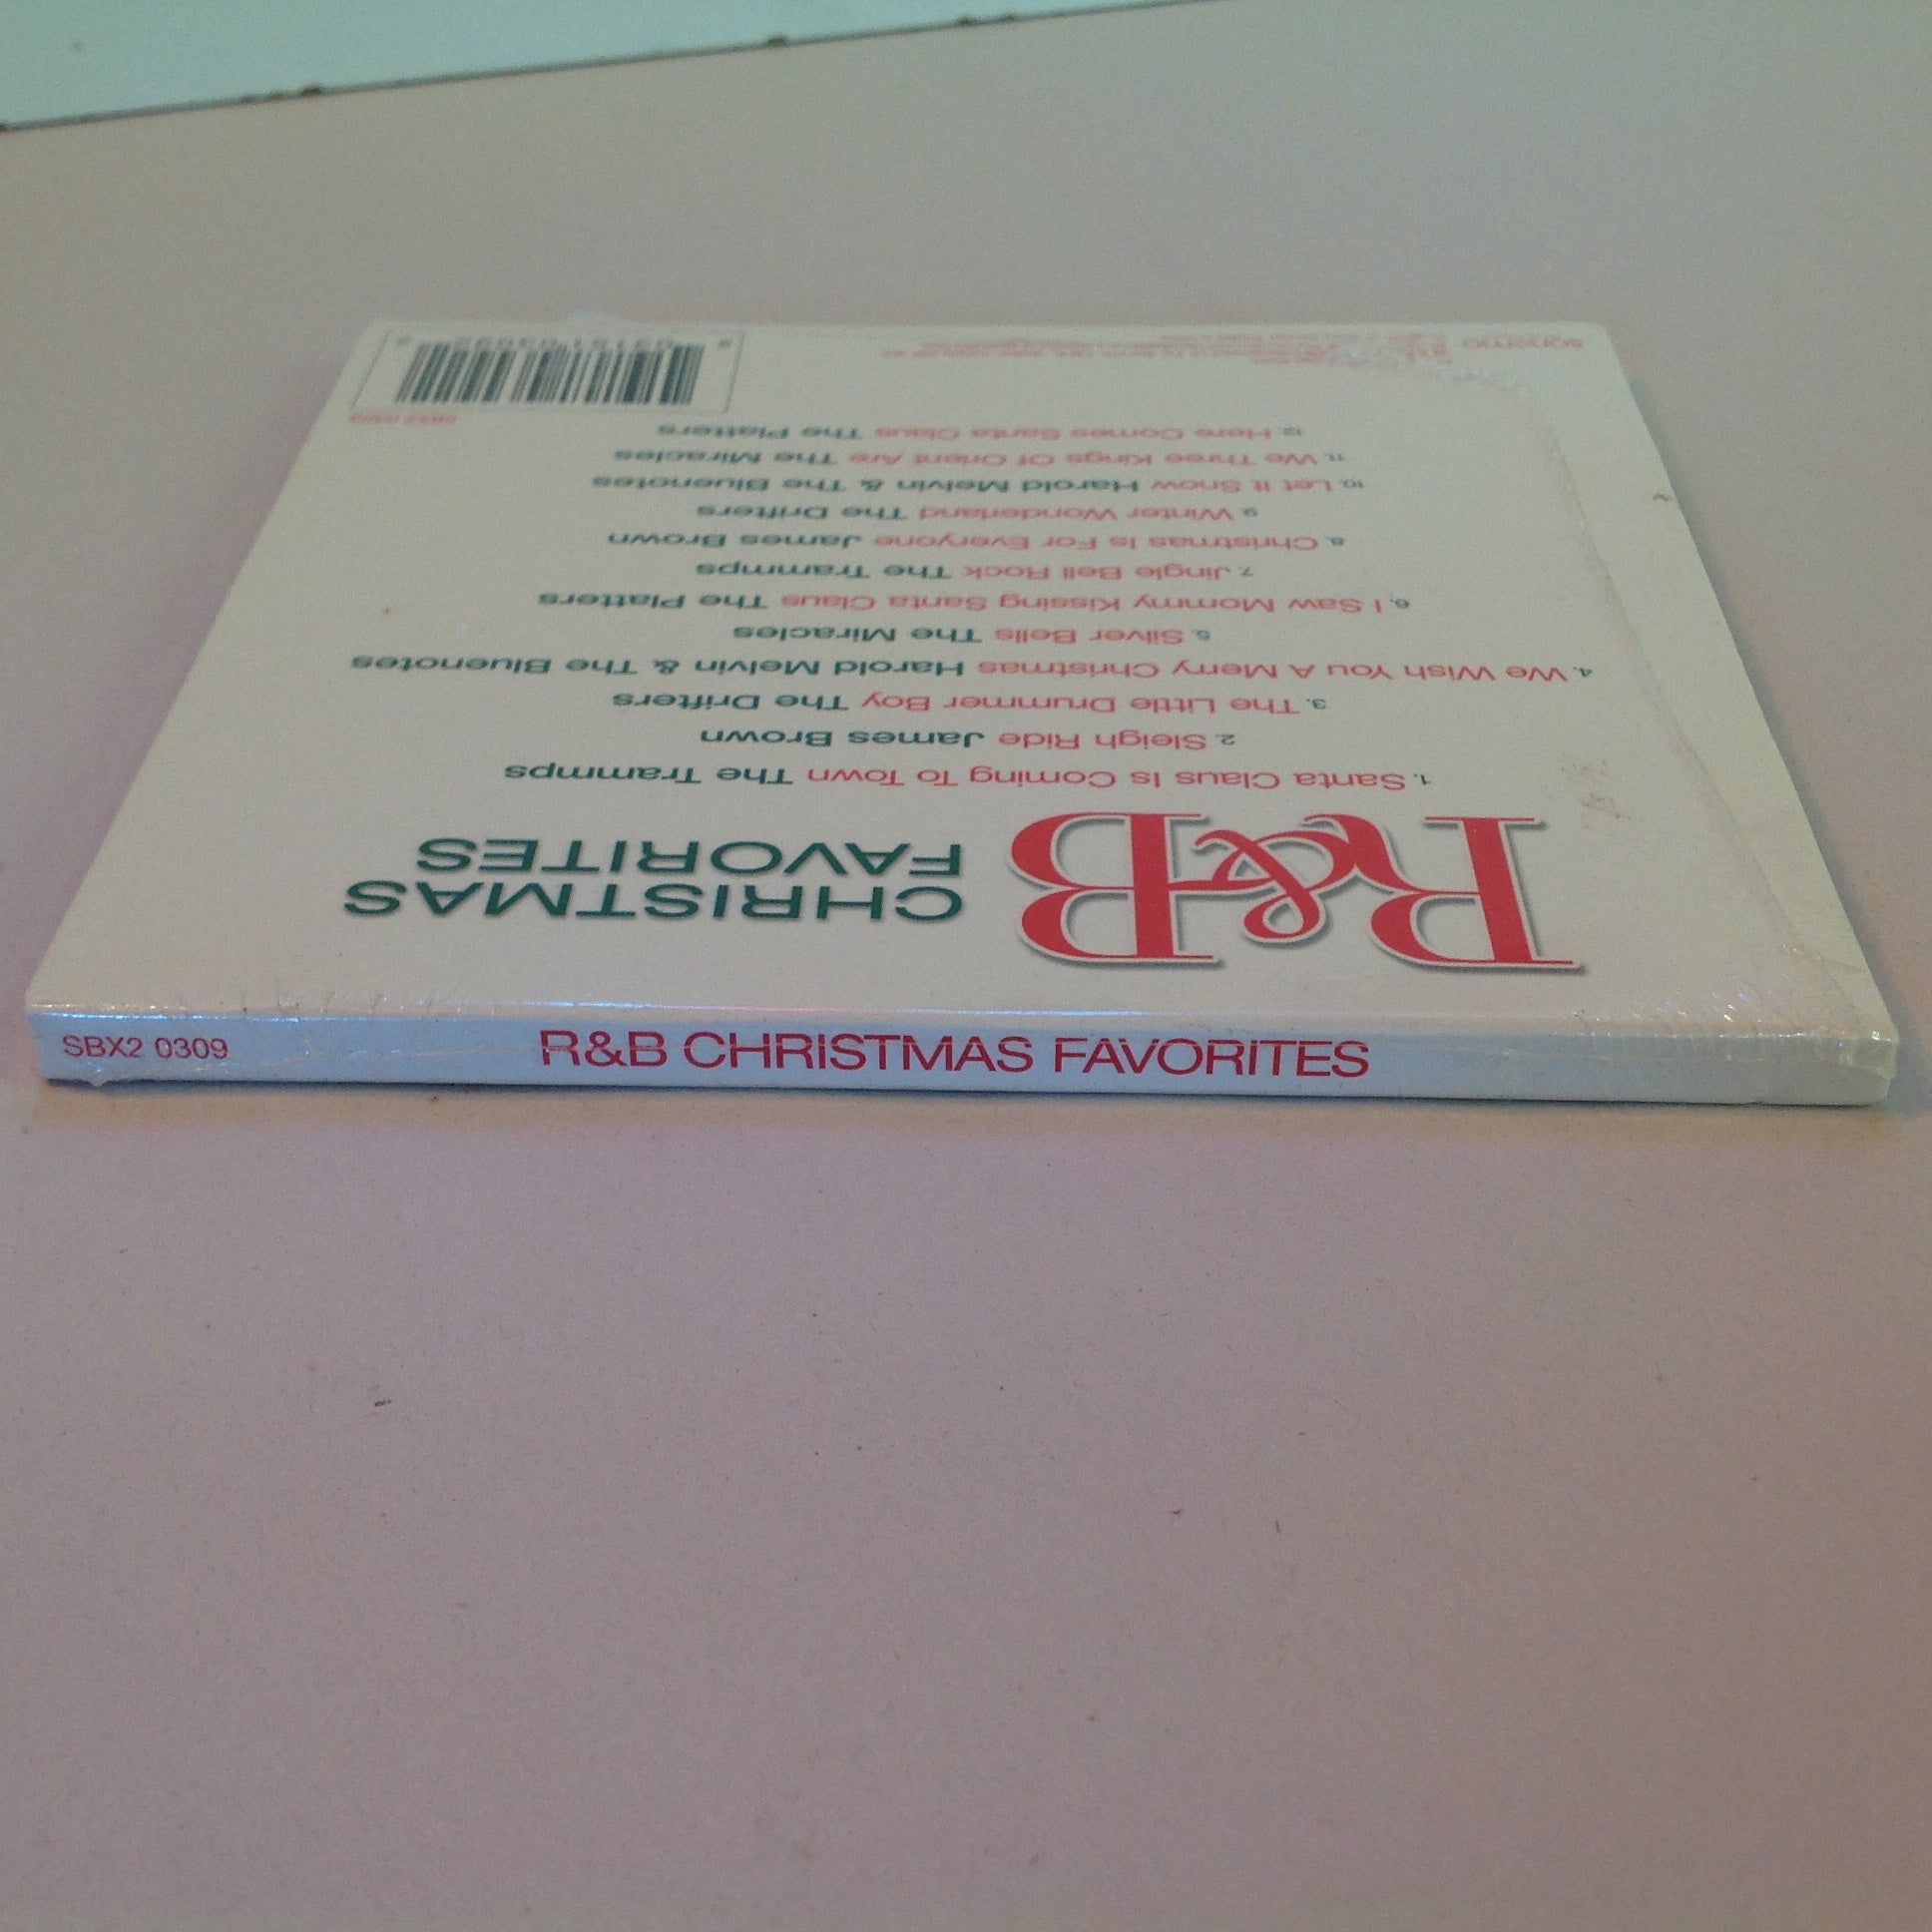 R&B CHRISTMAS
FAVORITES
1. Santa Claus Is Coming To Town The Trammps
2. Sleigh Ride James Brown
3. The Little Drummer Boy The Drifters
4. We Wish You A Merry Christmas Harold Melvin & The Bluenotes
5. Silver Bells The Miracles
6. I Saw Mommy Kissing Santa Claus The Platters
7. Jingle Bell Rock The Trammps
8. Christmas Is For Everyone James Brown
9. Winter Wonderland The Drifters
10. Let It Snow Harold Melvin & The Bluenotes
11. We Three Kings Of Orient Are The Miracles
12. Here Comes Santa Claus The Platters
SBX2 0309
sonoma
SBX2 0309 R&B CHRISTMAS FAVORITES